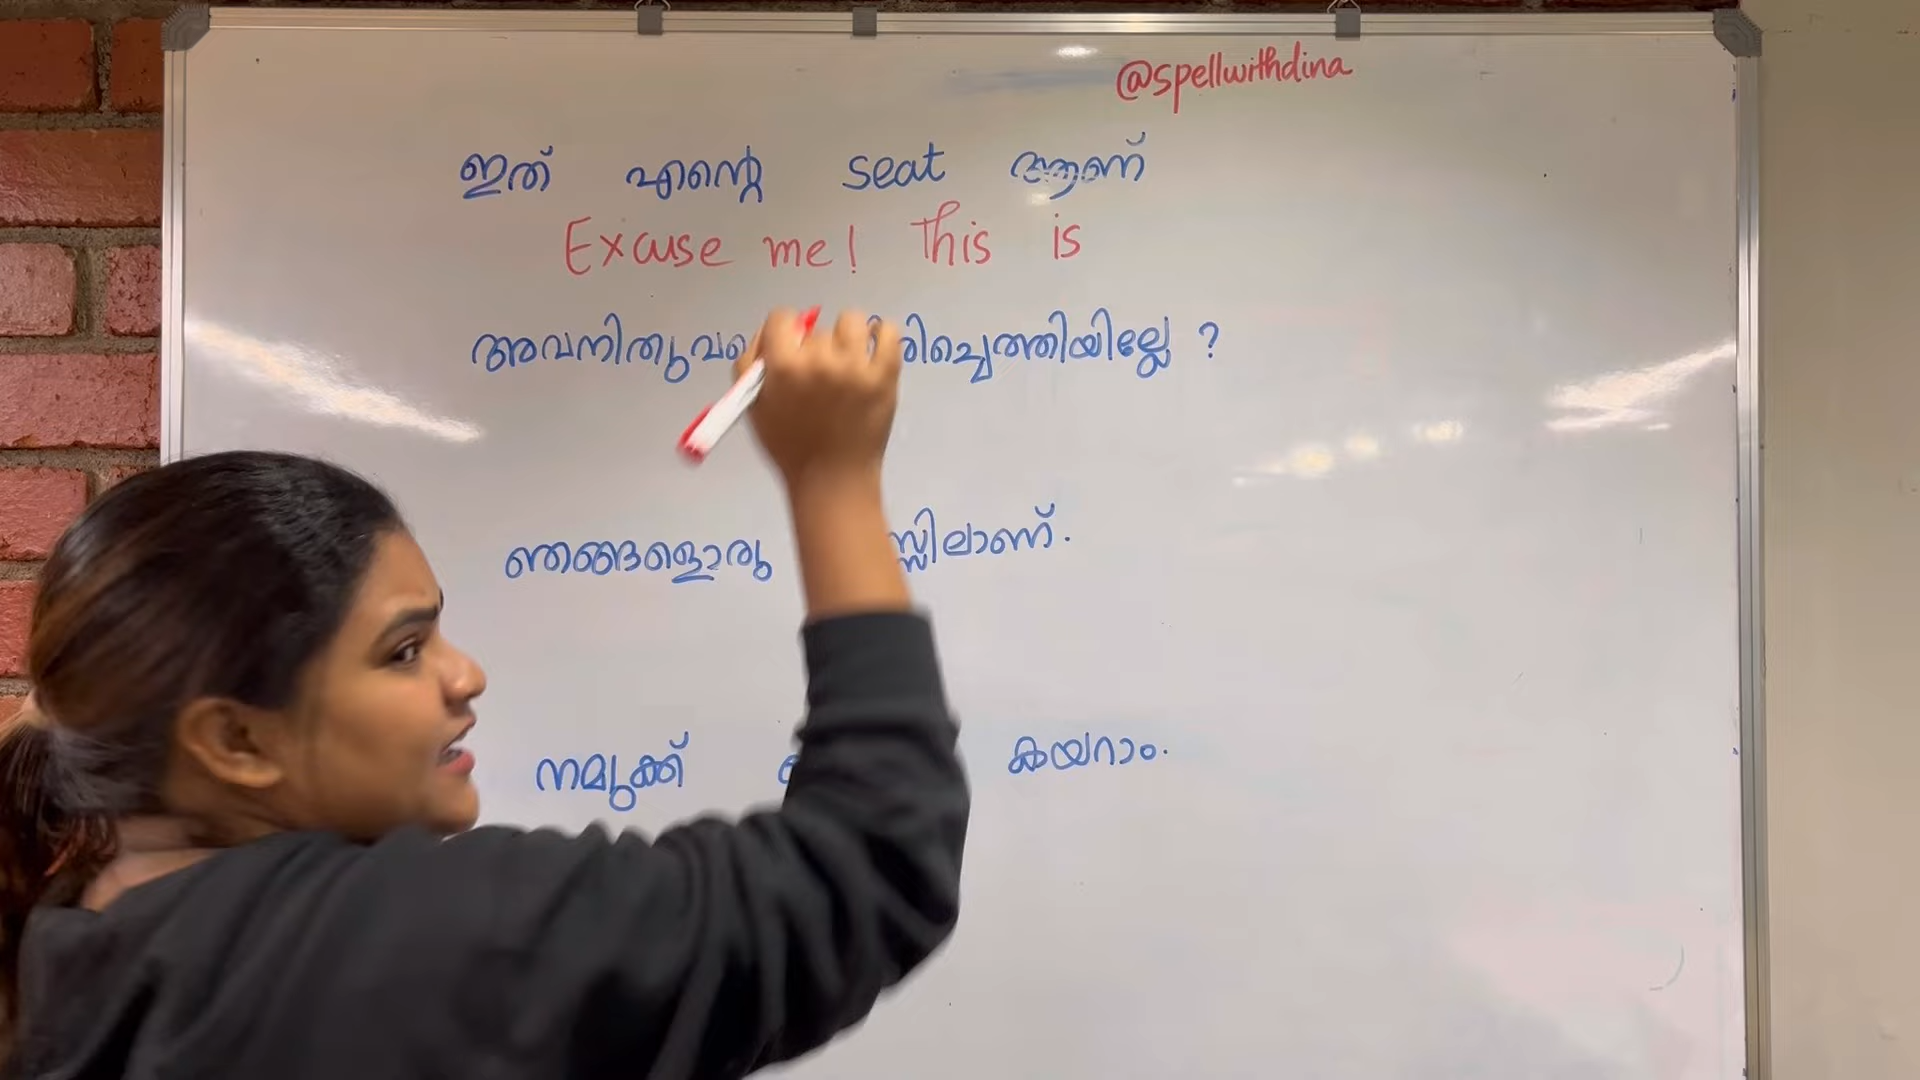 @spellwithdina
ഇത് എന്റെ seat ആണ്
Excuse me! This is
അവനിതുവരെ തിരിച്ചെത്തിയില്ലേ ?
ഞങ്ങളൊരു
നമുക്ക് കയറാം.